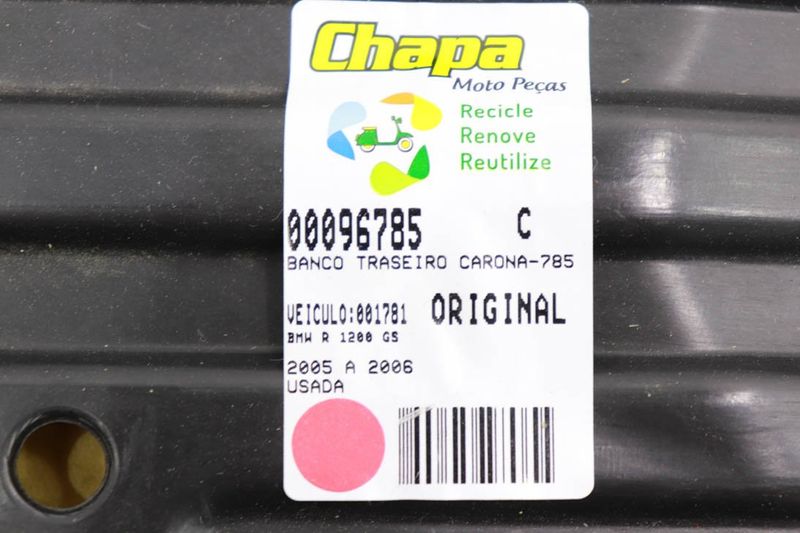 Chapa
Moto Peças
Recicle
Renove
Reutilize
00096785 C
BANCO TRASEIRO CARONA-785
VEICULO:001781 ORIGINAL
BMW R 1200 GS
2005 A 2006
USADA